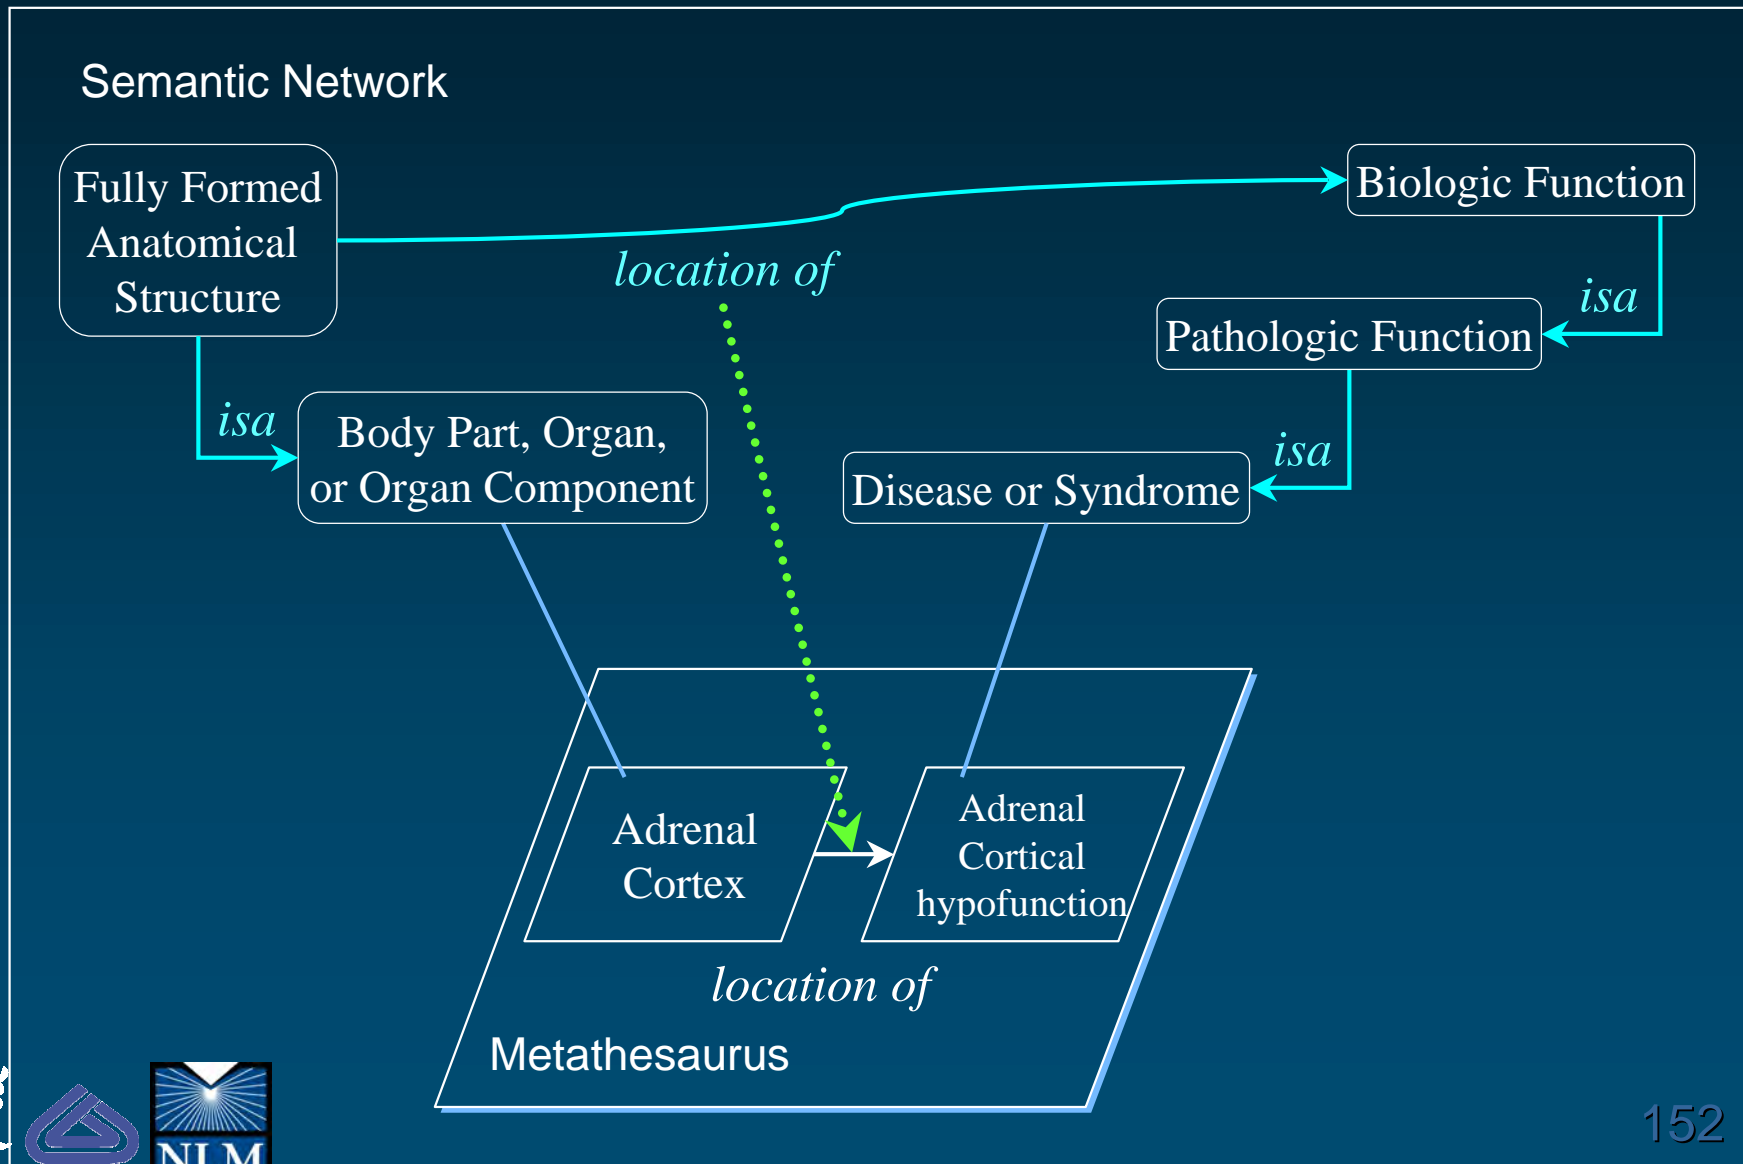 Semantic Network
Fully Formed
Anatomical
Structure
Biologic Function
location of
isa
Pathologic Function
isa
Body Part, Organ,
or Organ Component
isa
Disease or Syndrome
Adrenal
Cortex
Adrenal
Cortical
hypofunction
location of
Metathesaurus
NLM
152